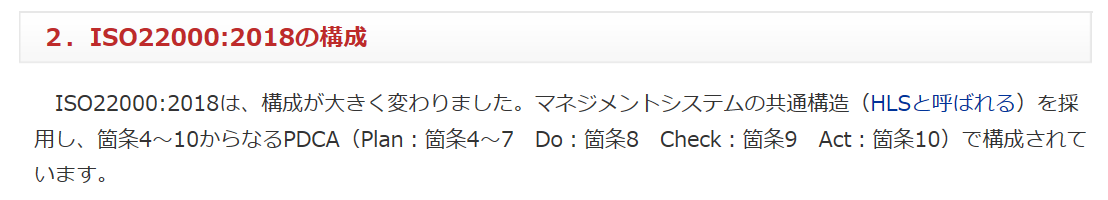 ２．ISO22000:2018の構成
　ISO22000:2018は、構成が大きく変わりました。マネジメントシステムの共通構造（HLSと呼ばれる）を採
用し、箇条4～10からなるPDCA（Plan：箇条4～7　Do：箇条8　Check：箇条9　Act：箇条10）で構成されて
います。